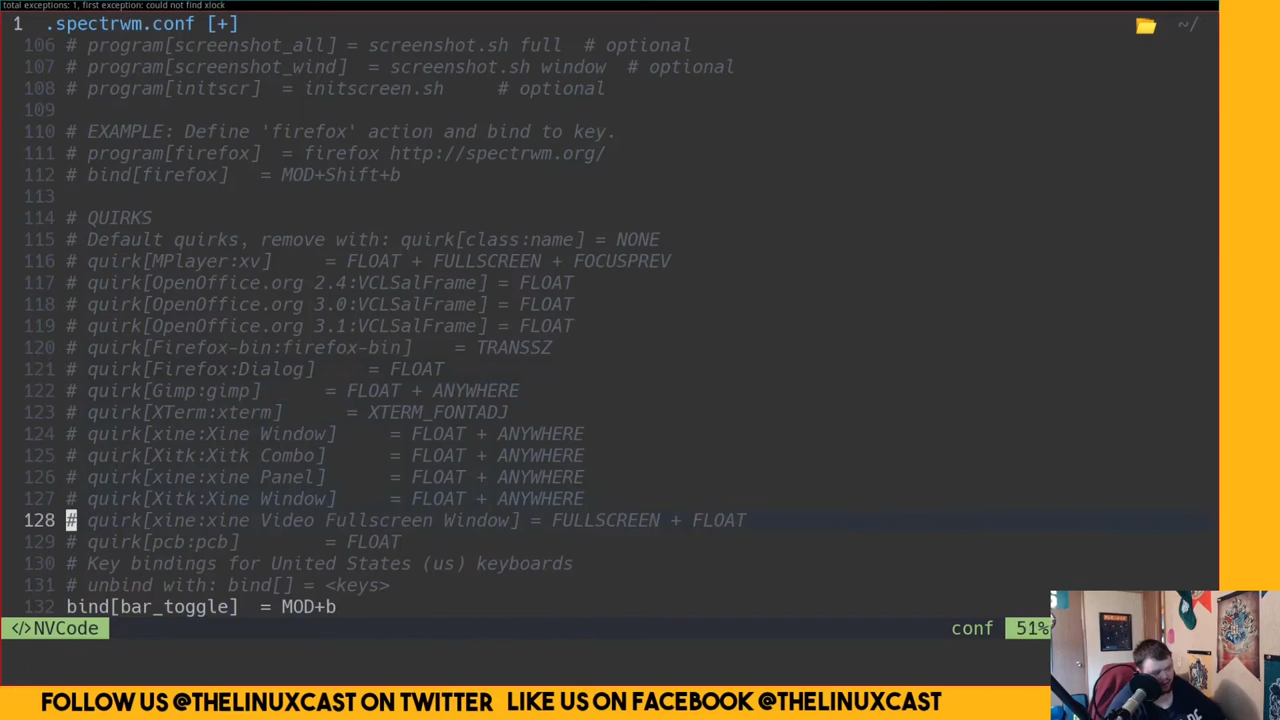 total exceptions: 1, first exception: could not find xlock
1 .spectrwm.conf [+] ~/
106 # program[screenshot_all] = screenshot.sh full # optional
107 # program[screenshot_wind] = screenshot.sh window # optional
108 # program[initscr] = initscreen.sh # optional
109
110 # EXAMPLE: Define 'firefox' action and bind to key.
111 # program[firefox] = firefox http://spectrwm.org/
112 # bind[firefox] = MOD+Shift+b
113
114 # QUIRKS
115 # Default quirks, remove with: quirk[class:name] = NONE
116 # quirk[MPlayer:xv] = FLOAT + FULLSCREEN + FOCUSPREV
117 # quirk[OpenOffice.org 2.4:VCLSalFrame] = FLOAT
118 # quirk[OpenOffice.org 3.0:VCLSalFrame] = FLOAT
119 # quirk[OpenOffice.org 3.1:VCLSalFrame] = FLOAT
120 # quirk[Firefox-bin:firefox-bin] = TRANSSZ
121 # quirk[Firefox:Dialog] = FLOAT
122 # quirk[Gimp:gimp] = FLOAT + ANYWHERE
123 # quirk[XTerm:xterm] = XTERM_FONTADJ
124 # quirk[xine:Xine Window] = FLOAT + ANYWHERE
125 # quirk[Xitk:Xitk Combo] = FLOAT + ANYWHERE
126 # quirk[xine:xine Panel] = FLOAT + ANYWHERE
127 # quirk[Xitk:Xine Window] = FLOAT + ANYWHERE
128 # quirk[xine:xine Video Fullscreen Window] = FULLSCREEN + FLOAT
129 # quirk[pcb:pcb] = FLOAT
130 # Key bindings for United States (us) keyboards
131 # unbind with: bind[] = <keys>
132 bind[bar_toggle] = MOD+b
</>NVCode conf 51%
FOLLOW US @THELINUXCAST ON TWITTER LIKE US ON FACEBOOK @THELINUXCAST